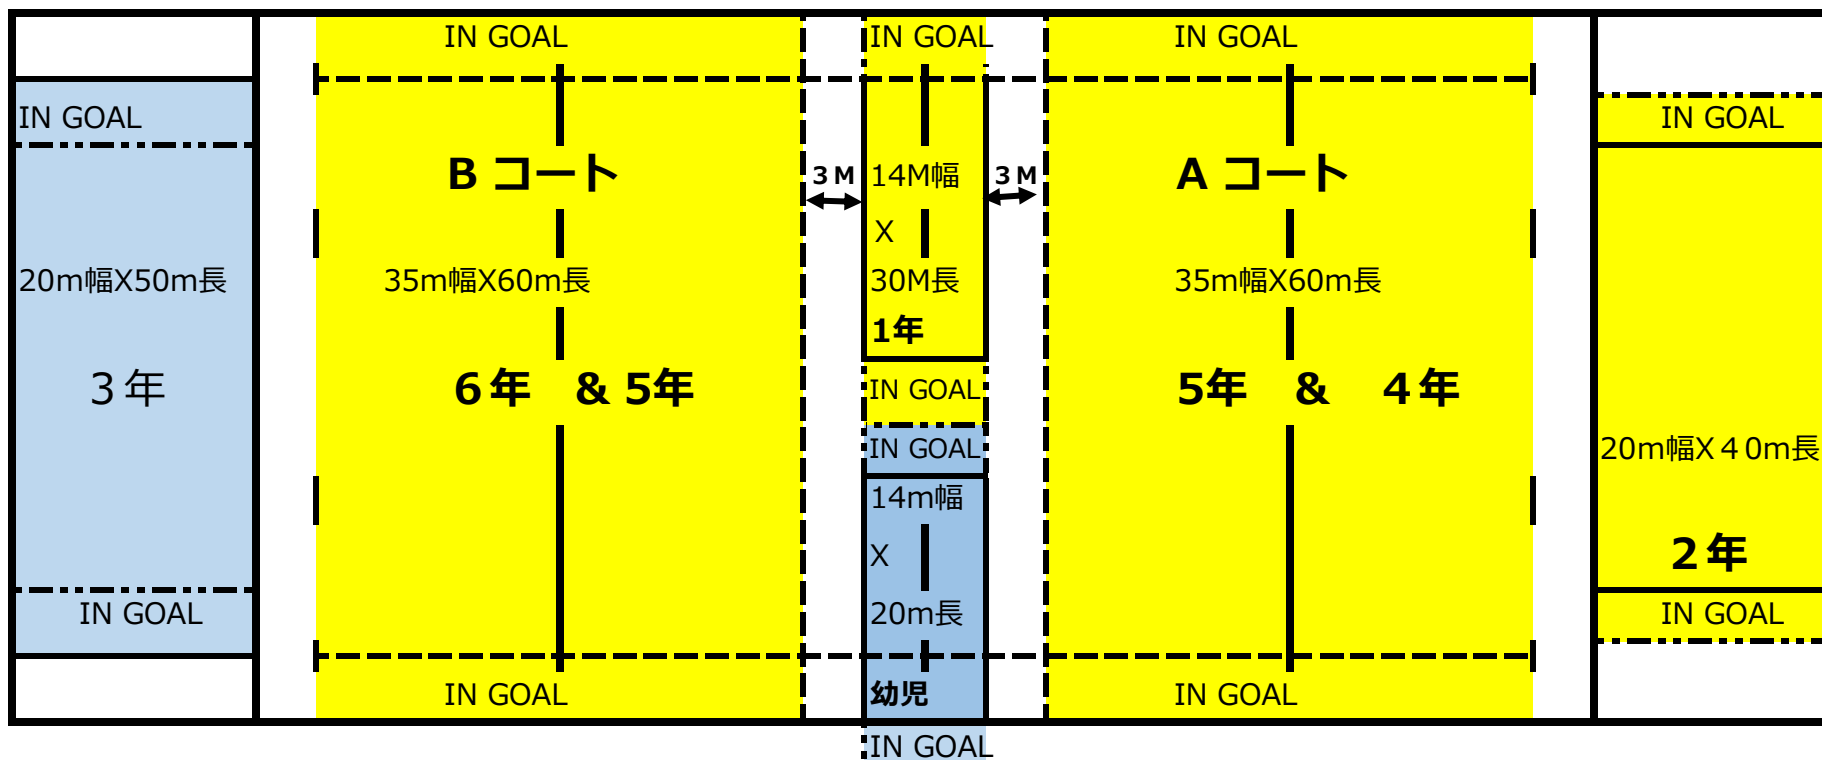 IN GOAL
20m幅X50m長
３年
IN GOAL
IN GOAL
B コート
35m幅X60m長
６年　& 5年
IN GOAL
３M
IN GOAL
14M幅
X
30M長
1年
IN GOAL
IN GOAL
14m幅
X
20m長
幼児
IN GOAL
３M
IN GOAL
A コート
35m幅X60m長
5年　&　４年
IN GOAL
IN GOAL
20m幅X４0m長
２年
IN GOAL